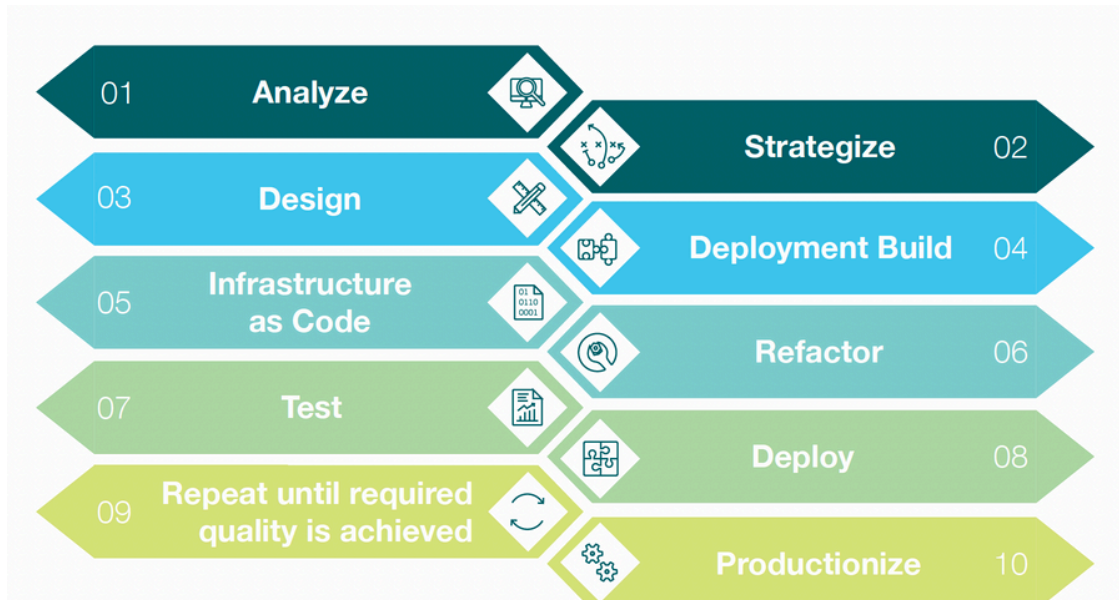 01 Analyze
Strategize 02
03 Design
Deployment Build 04
05 Infrastructure
as Code
01
0110
0001
Refactor 06
07 Test
Deploy 08
09 Repeat until required
quality is achieved
Productionize 10